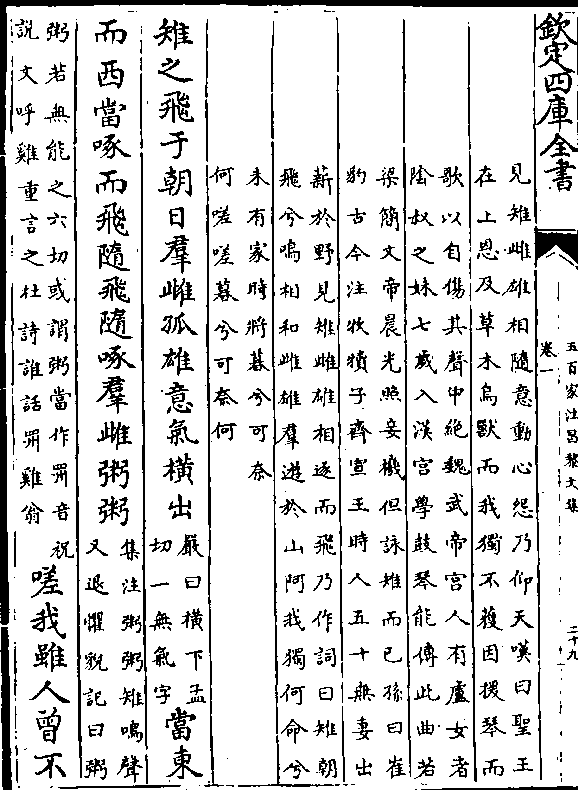 欽定四庫全書
五百家注昌黎文集
卷一
二十九
見雉雌雄相隨意動心怨乃仰天嘆曰聖王
在上恩及草木鳥獸而我獨不獲因援琴而
歌以自傷其聲中絶魏武帝宫人有盧女者
陰叔之妹七歲入漢宫學鼓琴能傳此曲若
梁簡文帝晨光照妾機但詠雉而已孫曰崔
豹古今注牧犢子齊宣王時人五十無妻出
薪於野見雉雌雄相逐而飛乃作詞曰雉朝
飛兮鳴相和雌雄羣遊於山阿我獨何命兮
未有家時將暮兮可奈
何嗟嗟暮兮可奈何
雉之飛于朝日羣雌孤雄意氣横出
嚴曰横下孟
切一無氣字
當東
而西當啄而飛隨飛隨啄羣雌粥粥
集注粥粥雉鳴聲
又退懼貌記曰粥
粥若無能之六切或謂粥當作喌音祝
説文呼雞重言之杜詩誰話喌雞翁
嗟我雖人曾不